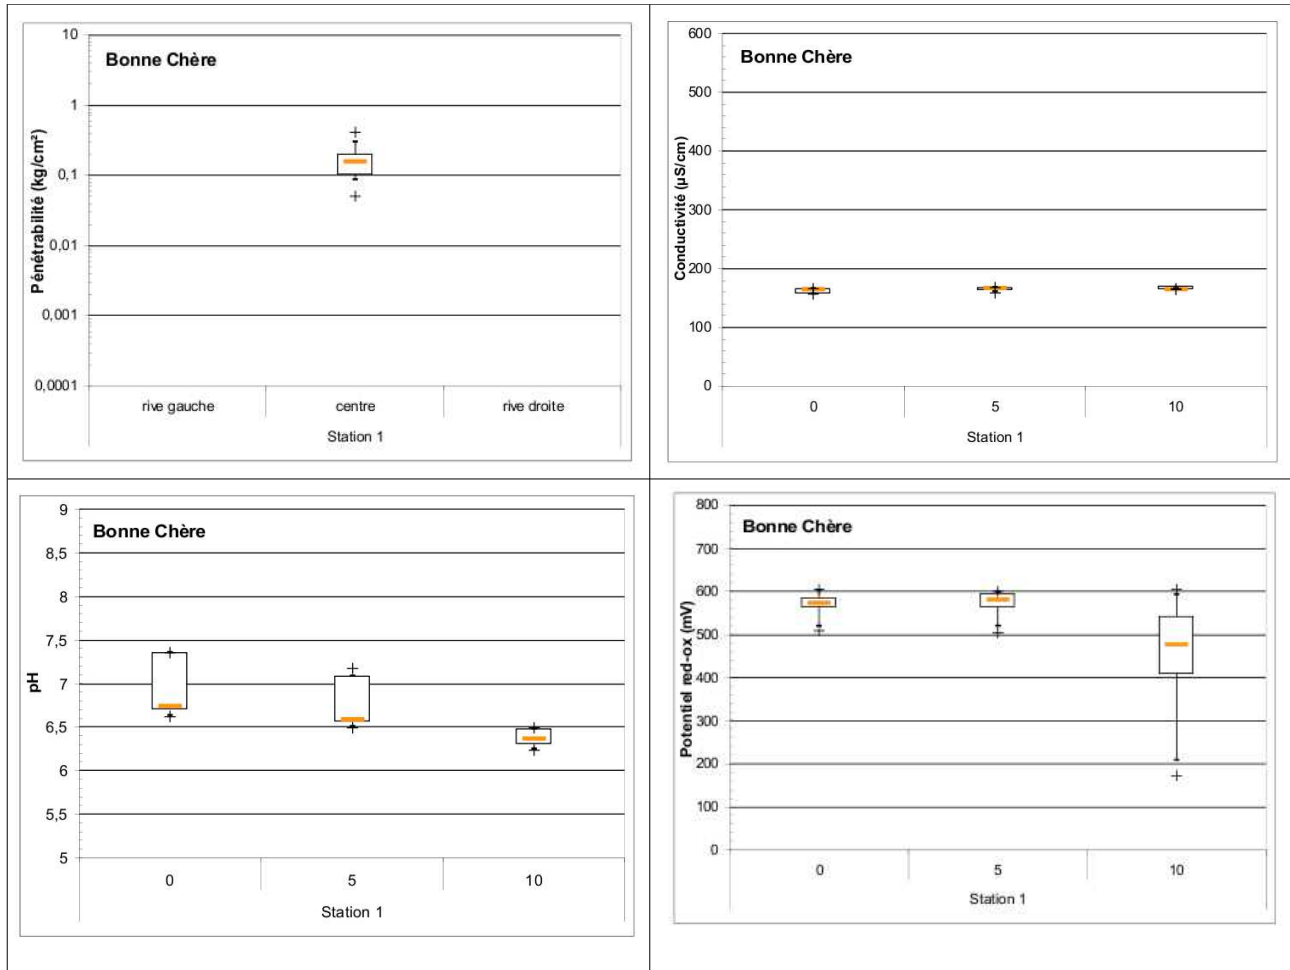 Bonne Chère
Pénétrabilité (kg/cm²)
10
1
0,1
0,01
0,001
0,0001
rive gauche
centre
rive droite
Station 1
Bonne Chère
Conductivité (µS/cm)
600
500
400
300
200
100
0
0
5
10
Station 1
Bonne Chère
pH
9
8,5
8
7,5
7
6,5
6
5,5
5
0
5
10
Station 1
Bonne Chère
Potentiel red-ox (mV)
800
700
600
500
400
300
200
100
0
0
5
10
Station 1